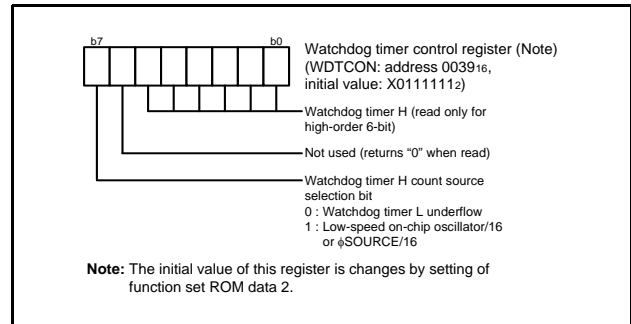 b7 b0
Watchdog timer control register (Note)
(WDTCON: address 003916,
initial value: X01111112)
Watchdog timer H (read only for
high-order 6-bit)
Not used (returns “0” when read)
Watchdog timer H count source
selection bit
0 : Watchdog timer L underflow
1 : Low-speed on-chip oscillator/16
or ϕSOURCE/16
Note: The initial value of this register is changes by setting of
function set ROM data 2.